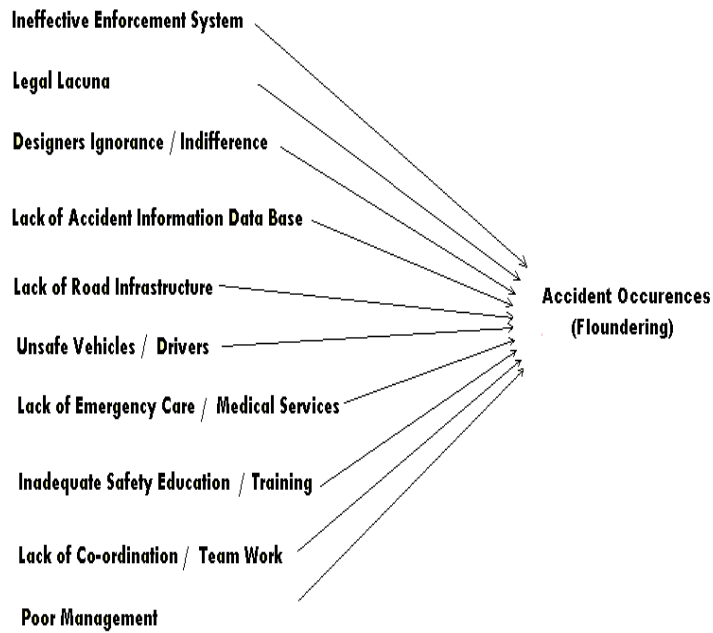 Ineffective Enforcement System
Legal Lacuna
Designers Ignorance / Indifference
Lack of Accident Information Data Base
Lack of Road Infrastructure
Unsafe Vehicles / Drivers
Lack of Emergency Care / Medical Services
Inadequate Safety Education / Training
Lack of Co-ordination / Team Work
Poor Management
Accident Occurences
(Floundering)